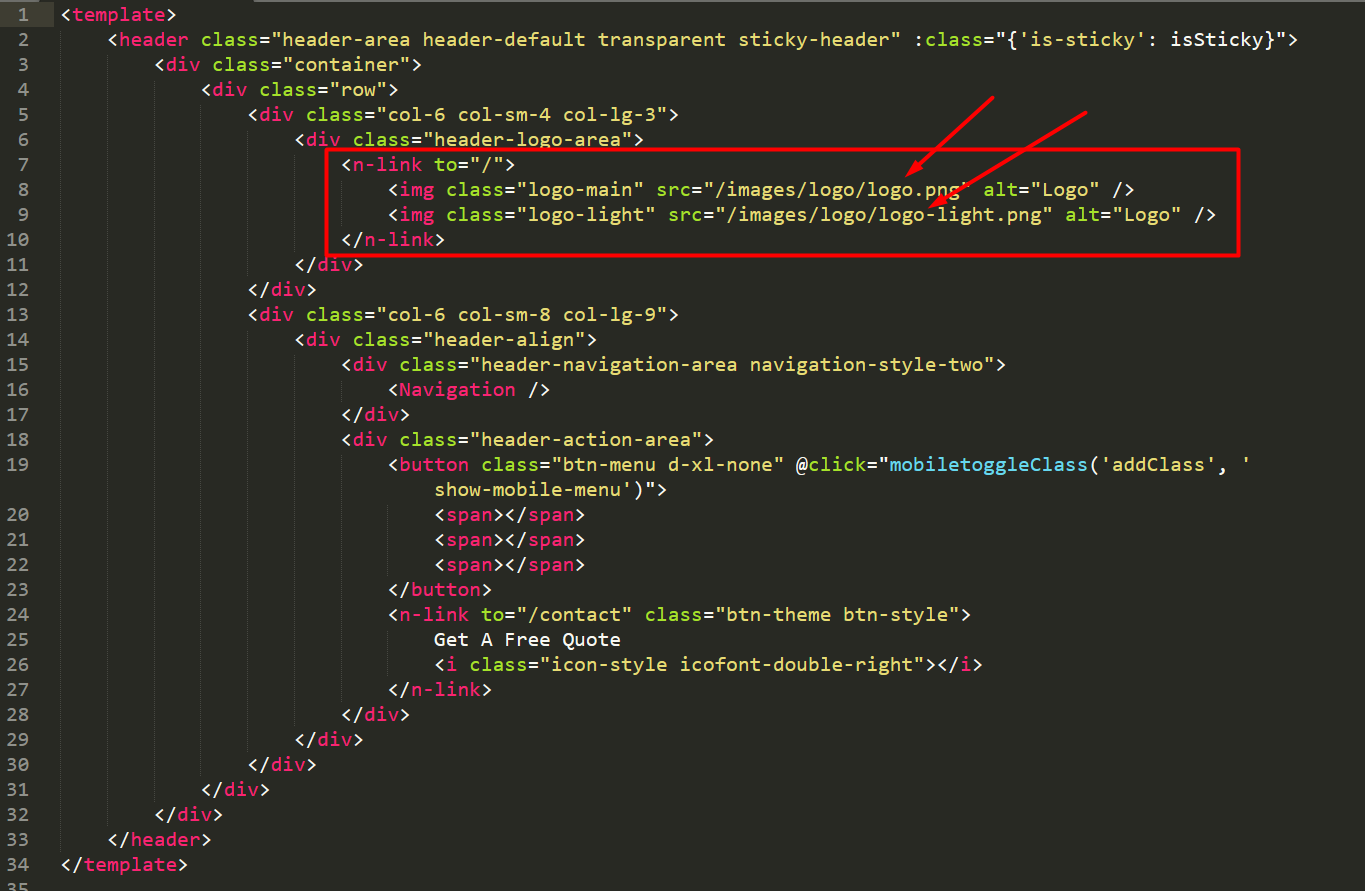 1 <template>
2     <header class="header-area header-default transparent sticky-header" :class="{'is-sticky': isSticky}">
3         <div class="container">
4             <div class="row">
5                 <div class="col-6 col-sm-4 col-lg-3">
6                     <div class="header-logo-area">
7                         <n-link to="/">
8                             <img class="logo-main" src="/images/logo/logo.png" alt="Logo" />
9                             <img class="logo-light" src="/images/logo/logo-light.png" alt="Logo" />
10                         </n-link>
11                     </div>
12                 </div>
13                 <div class="col-6 col-sm-8 col-lg-9">
14                     <div class="header-align">
15                         <div class="header-navigation-area navigation-style-two">
16                             <Navigation />
17                         </div>
18                         <div class="header-action-area">
19                             <button class="btn-menu d-xl-none" @click="mobiletoggleClass('addClass', '
                                show-mobile-menu')">
20                                 <span></span>
21                                 <span></span>
22                                 <span></span>
23                             </button>
24                             <n-link to="/contact" class="btn-theme btn-style">
25                                 Get A Free Quote
26                                 <i class="icon-style icofont-double-right"></i>
27                             </n-link>
28                         </div>
29                     </div>
30                 </div>
31             </div>
32         </div>
33     </header>
34 </template>
35